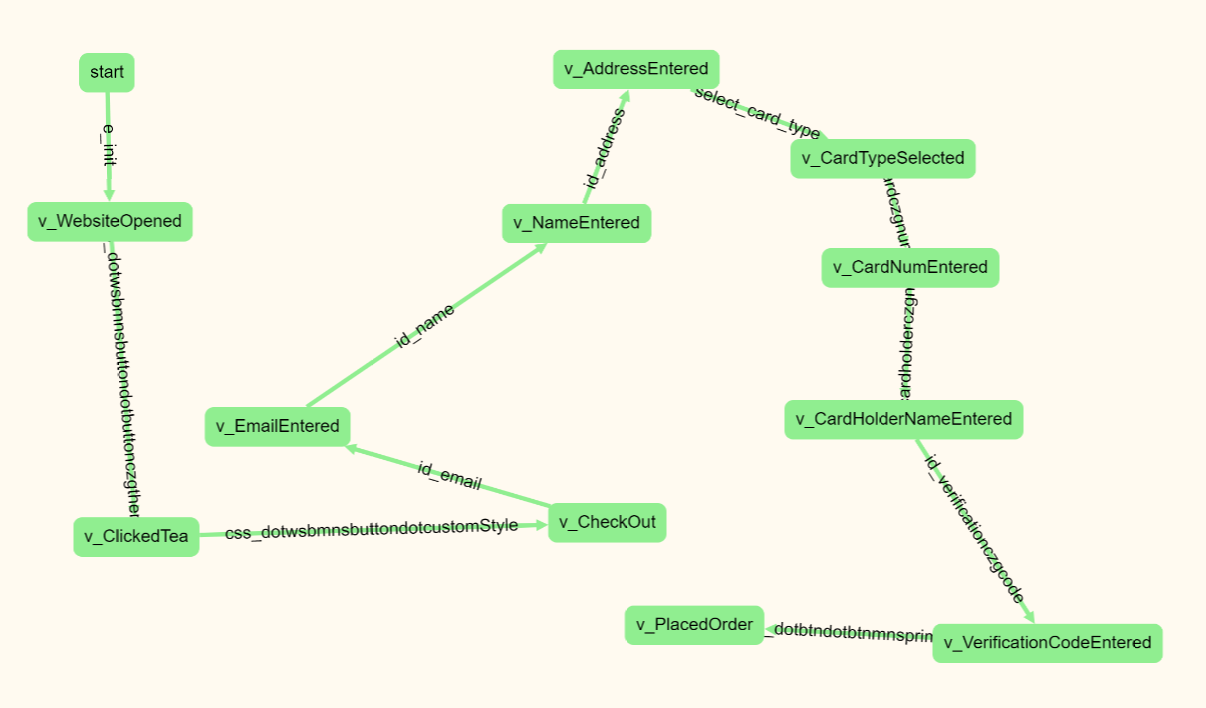 start
e_init
v_WebsiteOpened
_dotwsbmnsbuttondotbuttonczgther
v_ClickedTea
css_dotwsbmnsbuttondotcustomStyle
v_CheckOut
id_email
v_EmailEntered
id_name
v_NameEntered
id_address
v_AddressEntered
select_card_type
v_CardTypeSelected
ardczgnum
v_CardNumEntered
cardholderczgn
v_CardHolderNameEntered
id_verificationczgcode
v_VerificationCodeEntered
_dotbtndotbtnmnsprin
v_PlacedOrder